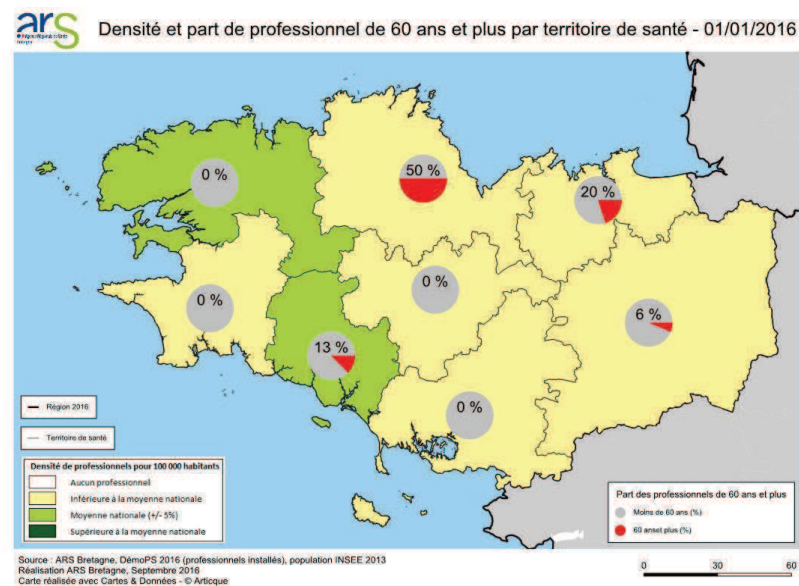 ars
Densité et part de professionnel de 60 ans et plus par territoire de santé - 01/01/2016
0 %
50 %
20 %
0 %
0 %
6 %
13 %
0 %
Région 2016
Territoire de santé
Densité de professionnels pour 100 000 habitants
Aucun professionnel
Inférieure à la moyenne nationale
Moyenne nationale (+/- 5%)
Supérieure à la moyenne nationale
Part des professionnels de 60 ans et plus
Moins de 60 ans (%)
60 anset plus (%)
Source : ARS Bretagne, DémoPS 2016 (professionnels installés), population INSEE 2013
Réalisation ARS Bretagne, Septembre 2016
Carte réalisée avec Cartes & Données - © Articque
0 30 60